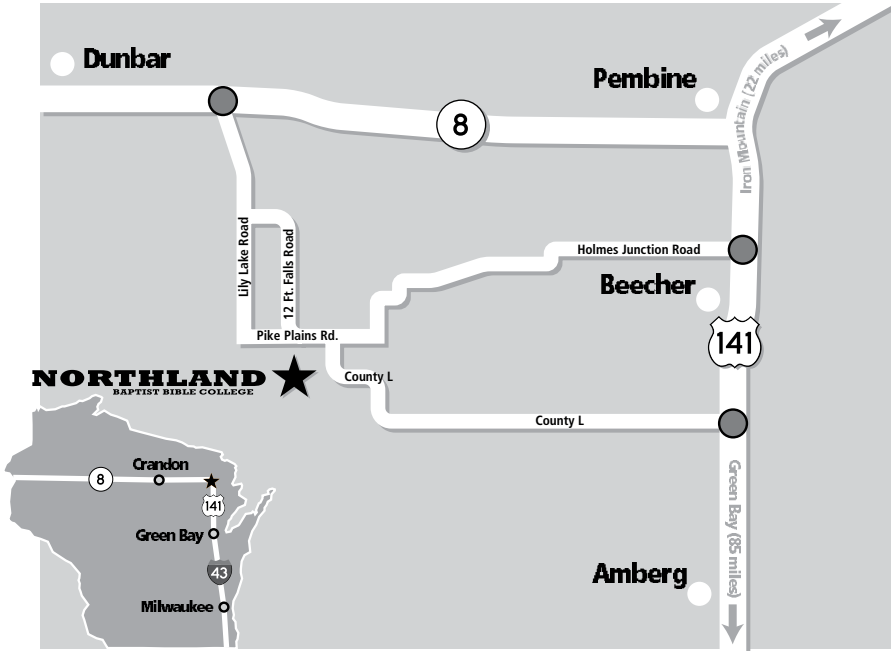 Dunbar
Pembine
8
Iron Mountain (22 miles)
Lily Lake Road
12 Ft. Falls Road
Holmes Junction Road
Beecher
141
Pike Plains Rd.
NORTHLAND
BAPTIST BIBLE COLLEGE
County L
County L
Green Bay (85 miles)
Amberg
Crandon
8
141
Green Bay
43
Milwaukee